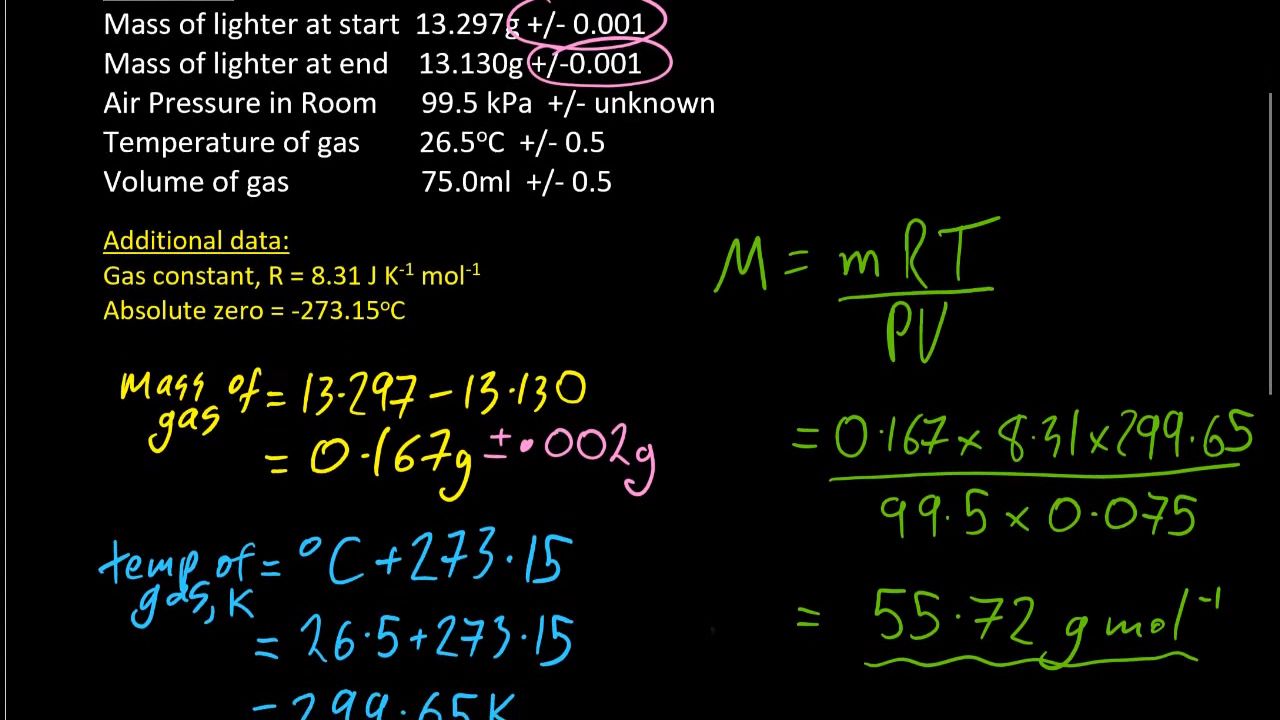 Mass of lighter at start 13.297g +/- 0.001
Mass of lighter at end 13.130g +/-0.001
Air Pressure in Room 99.5 kPa +/- unknown
Temperature of gas 26.5°C +/- 0.5
Volume of gas 75.0ml +/- 0.5
Additional data:
Gas constant, R = 8.31 J K⁻¹ mol⁻¹
Absolute zero = -273.15°C
mass of gas = 13.297 - 13.130
= 0.167g ± .002g
temp of gas, K = °C + 273.15
= 26.5 + 273.15
= 299.65K
M = mRT
PV
= 0.167 × 8.31 × 299.65
99.5 × 0.075
= 55.72 g mol⁻¹